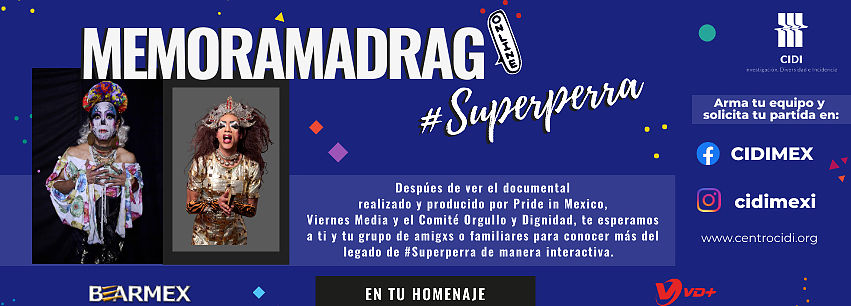 MEMORAMADRAG
ONLINE
#Superperra
CIDI
Investigación, Diversidad e Incidencia
Arma tu equipo y
solicita tu partida en:
CIDIMEX
cidimexi
www.centrocidi.org
Despúes de ver el documental
realizado y producido por Pride in Mexico,
Viernes Media y el Comité Orgullo y Dignidad, te esperamos
a ti y tu grupo de amigxs o familiares para conocer más del
legado de #Superperra de manera interactiva.
BEARMEX
EN TU HOMENAJE
VD+